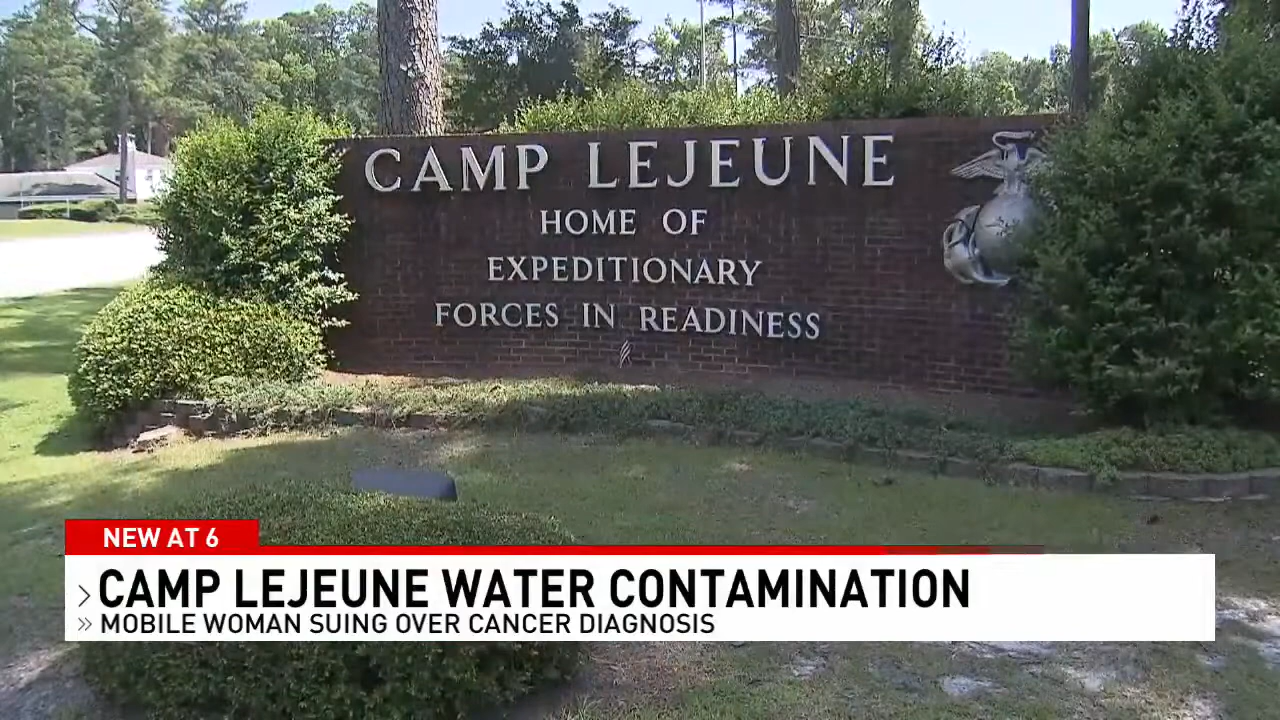 CAMP LEJEUNE
HOME OF
EXPEDITIONARY
FORCES IN READINESS
NEW AT 6
CAMP LEJEUNE WATER CONTAMINATION
MOBILE WOMAN SUING OVER CANCER DIAGNOSIS